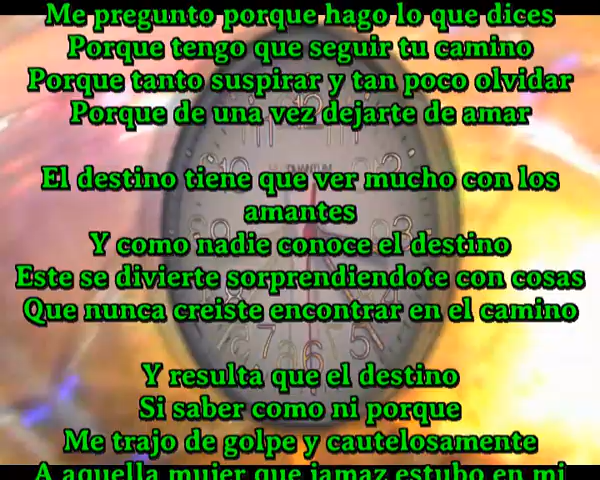 Me pregunto porque hago lo que dices
Porque tengo que seguir tu camino
Porque tanto suspirar y tan poco olvidar
Porque de una vez dejarte de amar
El destino tiene que ver mucho con los
amantes
Y como nadie conoce el destino
Este se divierte sorprendiendote con cosas
Que nunca creiste encontrar en el camino
Y resulta que el destino
Si saber como ni porque
Me trajo de golpe y cautelosamente
A aquella mujer que jamaz estubo en mi